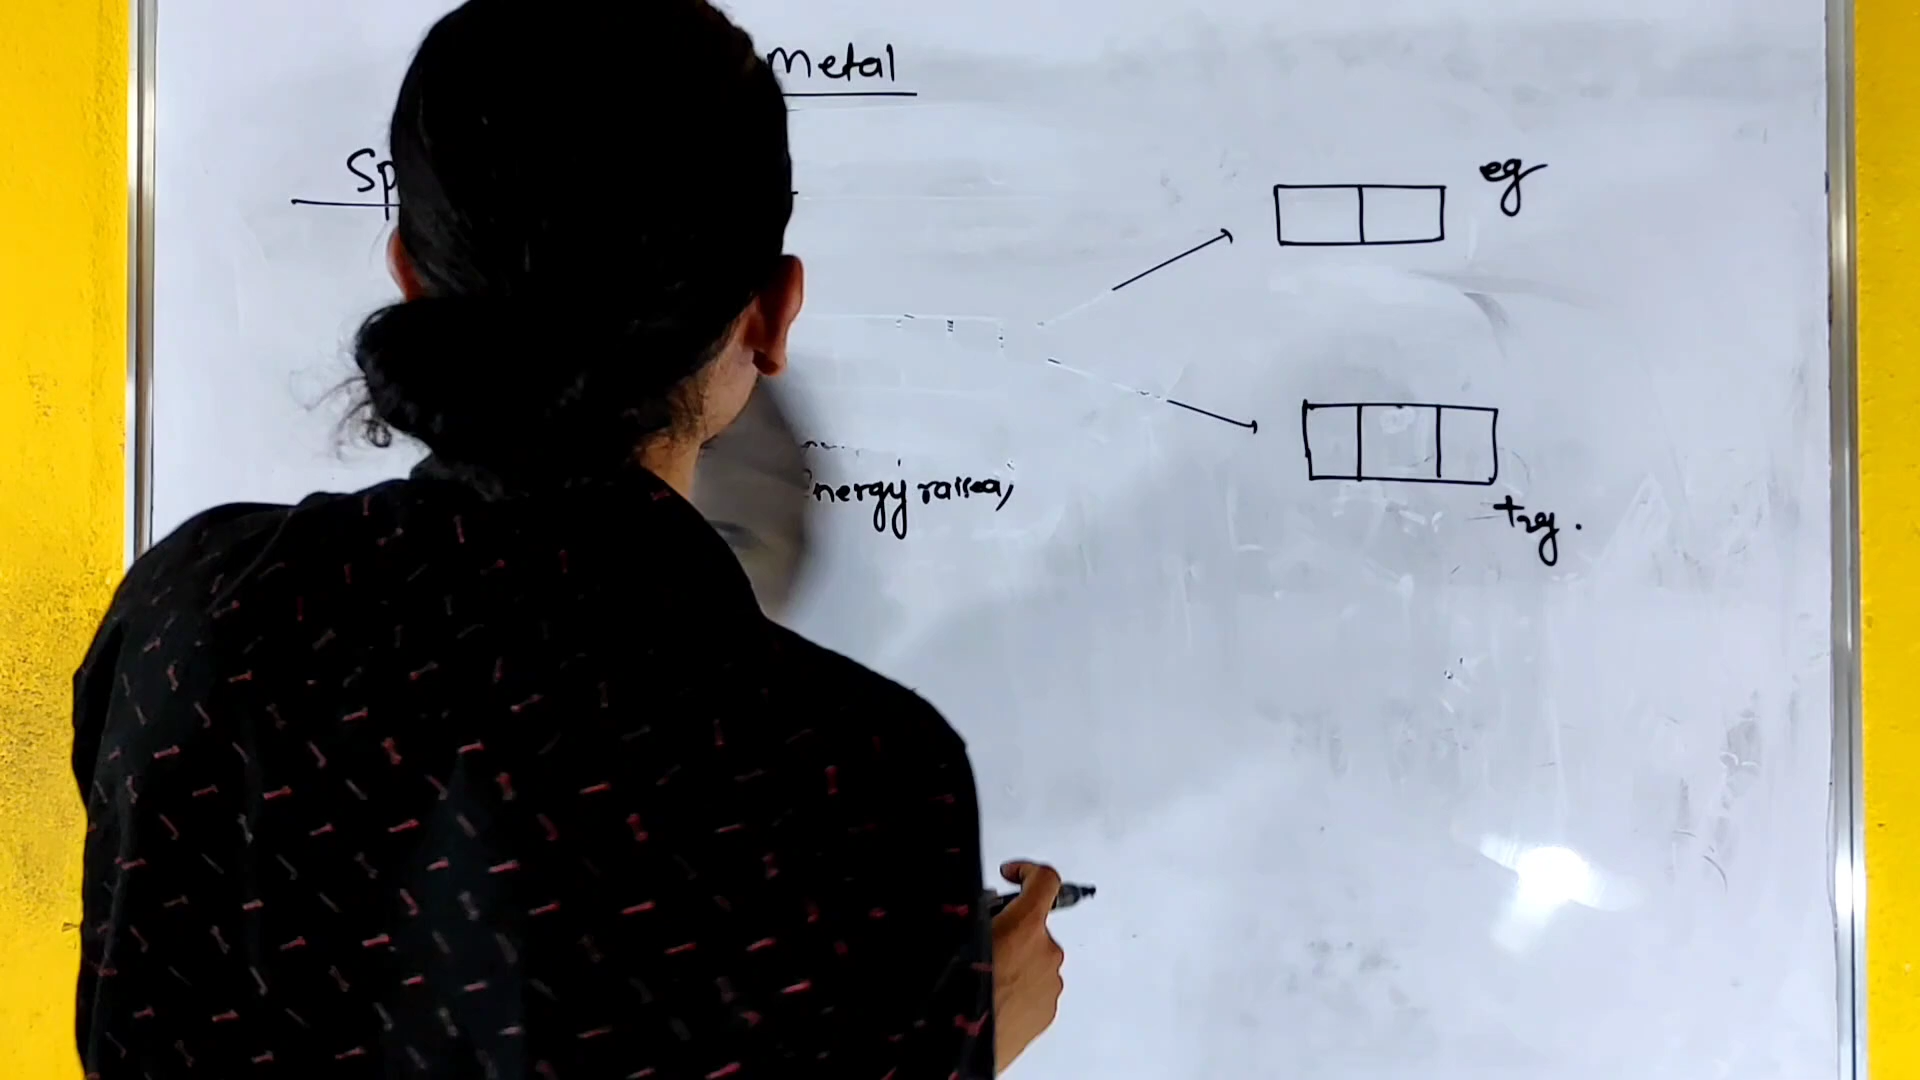 Metal
Sp
eg
Energy raised,
t2g.